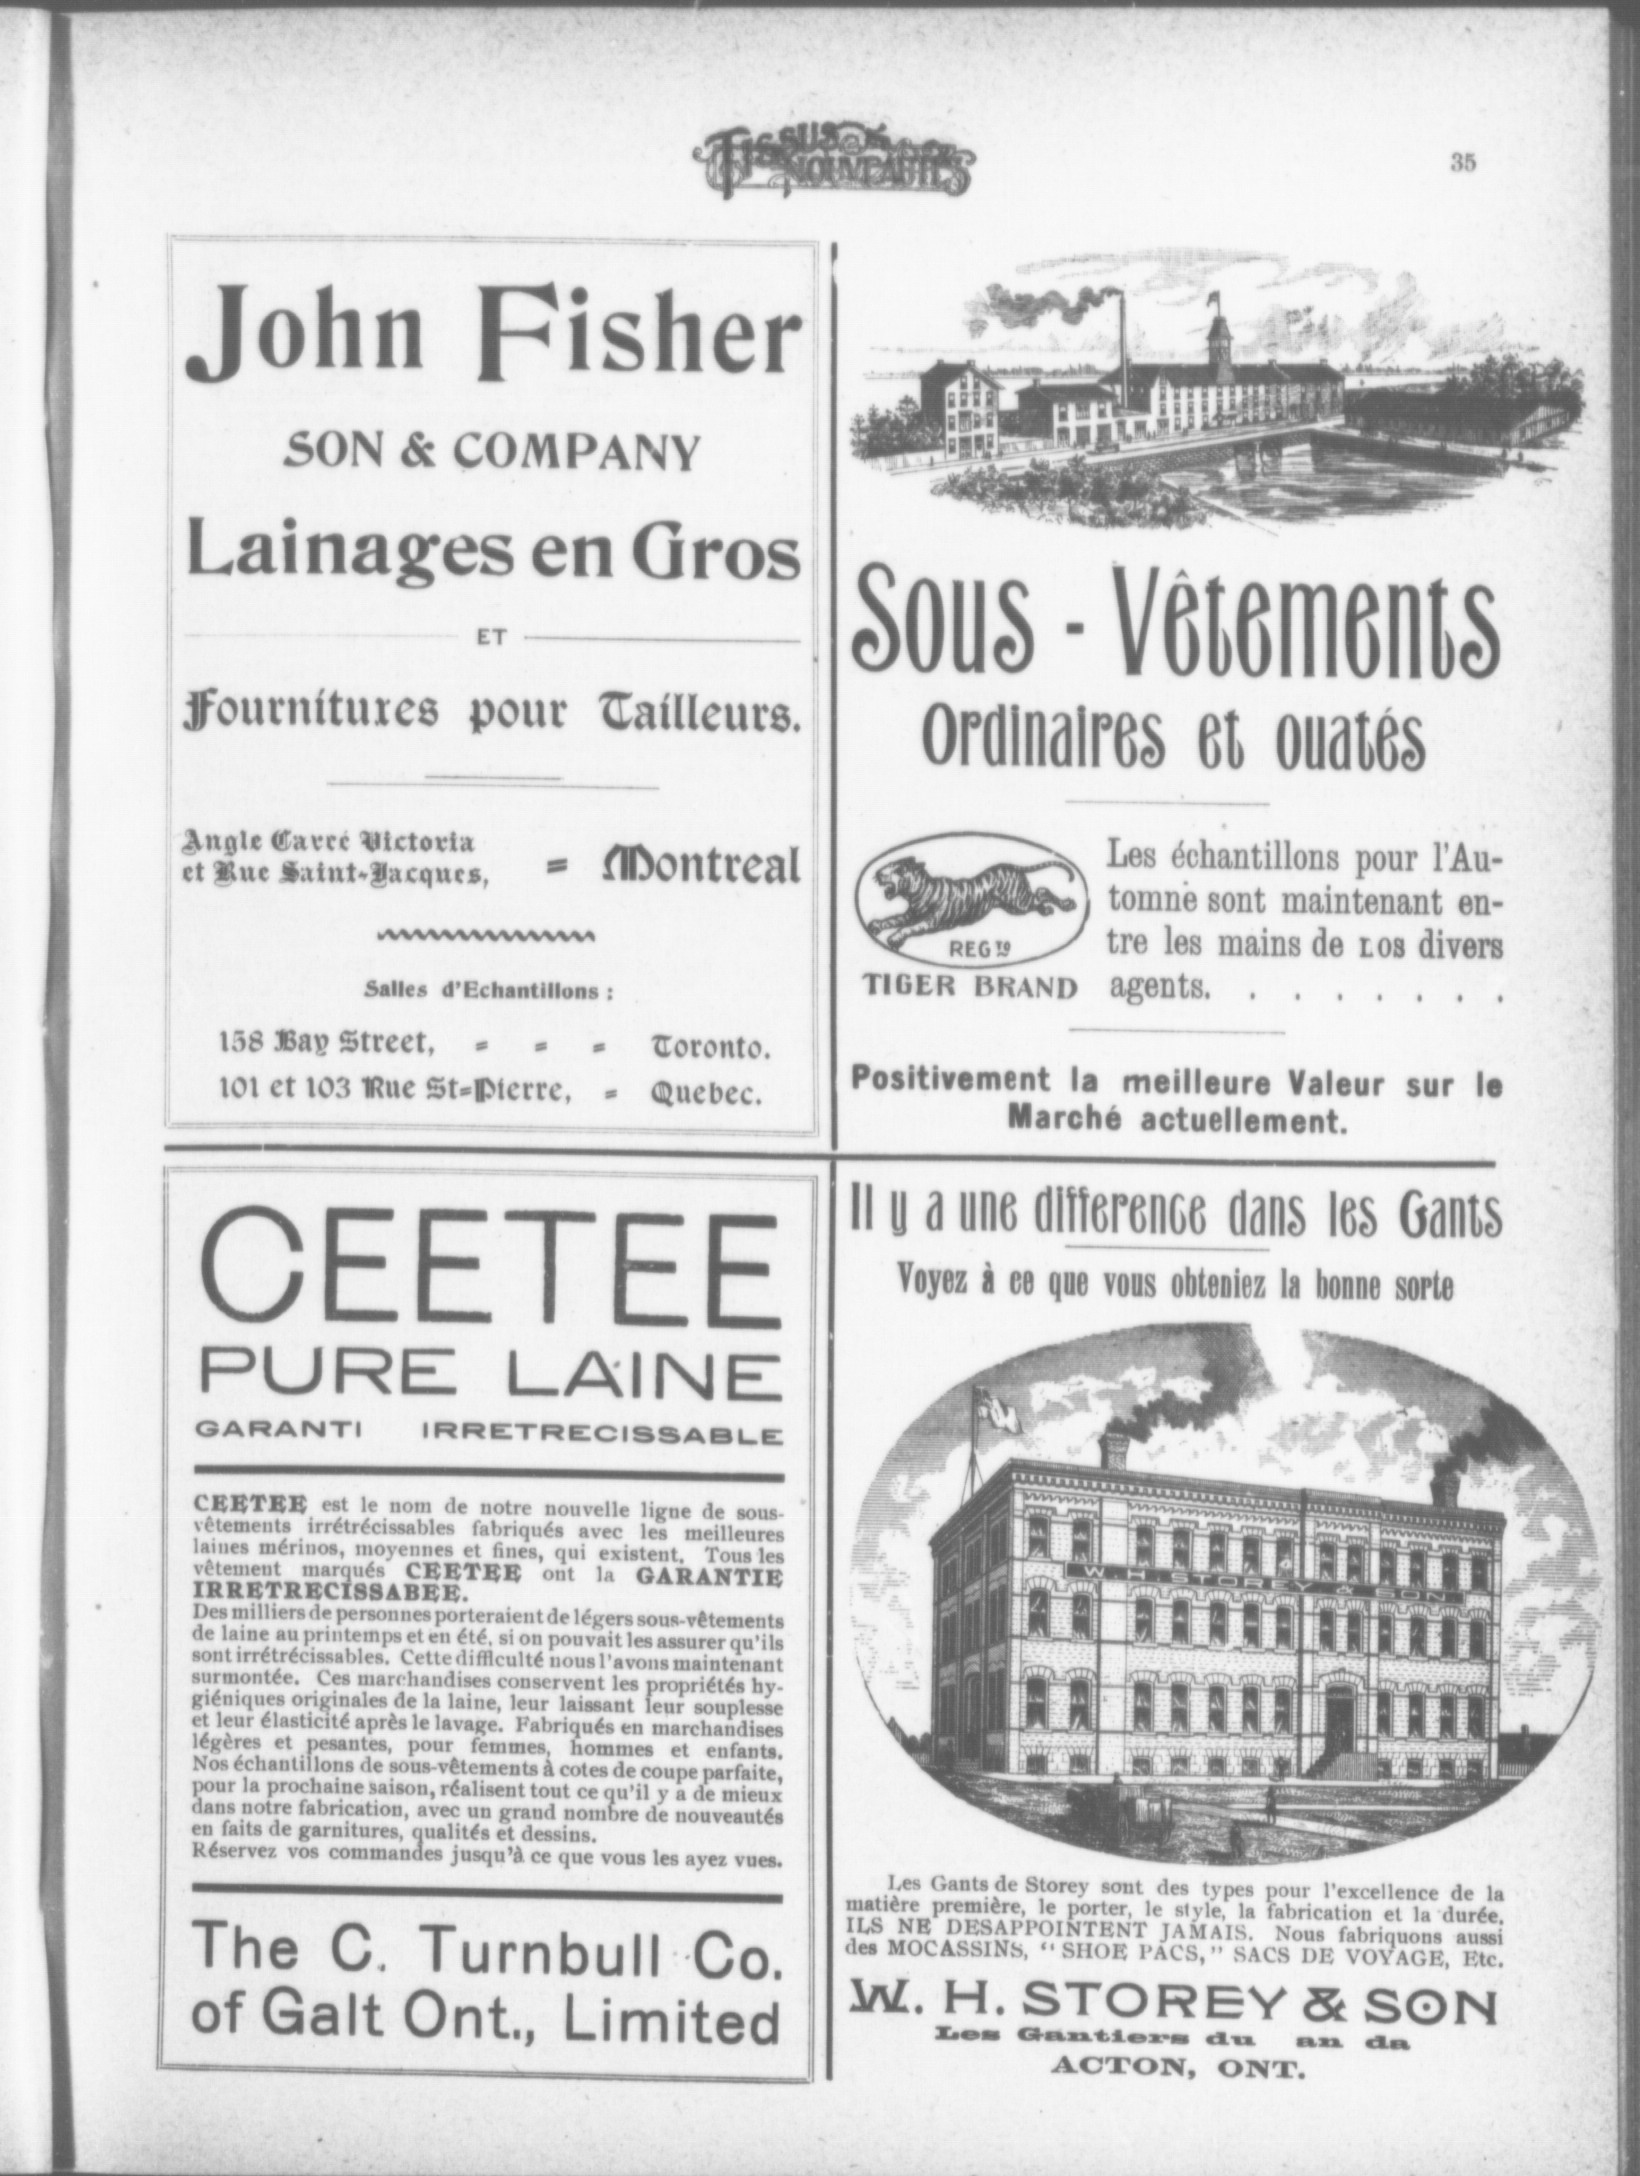 TISSUS ET NOUVEAUTÉS
35
John Fisher
SON & COMPANY
Lainages en Gros
ET
Fournitures pour Tailleurs.
Angle Carré Victoria
et Rue Saint-Jacques, = Montreal
Salles d'Echantillons :
158 Bay Street, = = = Toronto.
101 et 103 Rue St=Pierre, = Quebec.
Sous - Vêtements
Ordinaires et ouatés
REGTD
TIGER BRAND
Les échantillons pour l'Au-
tomne sont maintenant en-
tre les mains de nos divers
agents. . . . . . . .
Positivement la meilleure Valeur sur le
Marché actuellement.
CEETEE
PURE LAINE
GARANTI IRRETRECISSABLE
CEETEE est le nom de notre nouvelle ligne de sous-
vêtements irrétrécissables fabriqués avec les meilleures
laines mérinos, moyennes et fines, qui existent. Tous les
vêtement marqués CEETEE ont la GARANTIE
IRRETRECISSABEE.
Des milliers de personnes porteraient de légers sous-vêtements
de laine au printemps et en été, si on pouvait les assurer qu'ils
sont irrétrécissables. Cette difficulté nous l'avons maintenant
surmontée. Ces marchandises conservent les propriétés hy-
giéniques originales de la laine, leur laissant leur souplesse
et leur élasticité après le lavage. Fabriqués en marchandises
légères et pesantes, pour femmes, hommes et enfants.
Nos échantillons de sous-vêtements à cotes de coupe parfaite,
pour la prochaine saison, réalisent tout ce qu'il y a de mieux
dans notre fabrication, avec un grand nombre de nouveautés
en faits de garnitures, qualités et dessins.
Réservez vos commandes jusqu'à ce que vous les ayez vues.
The C. Turnbull Co.
of Galt Ont., Limited
Il y a une difference dans les Gants
Voyez à ce que vous obteniez la bonne sorte
W. H. STOREY & SON
Les Gants de Storey sont des types pour l'excellence de la
matière première, le porter, le style, la fabrication et la durée.
ILS NE DESAPPOINTENT JAMAIS. Nous fabriquons aussi
des MOCASSINS, "SHOE PACS," SACS DE VOYAGE, Etc.
W. H. STOREY & SON
Les Gantiers du an da
ACTON, ONT.